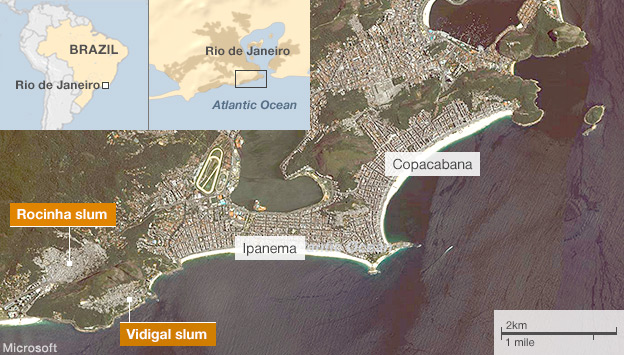 BRAZIL
Rio de Janeiro
Rio de Janeiro
Atlantic Ocean
Copacabana
Rocinha slum
Ipanema
Vidigal slum
2km
1 mile
Microsoft